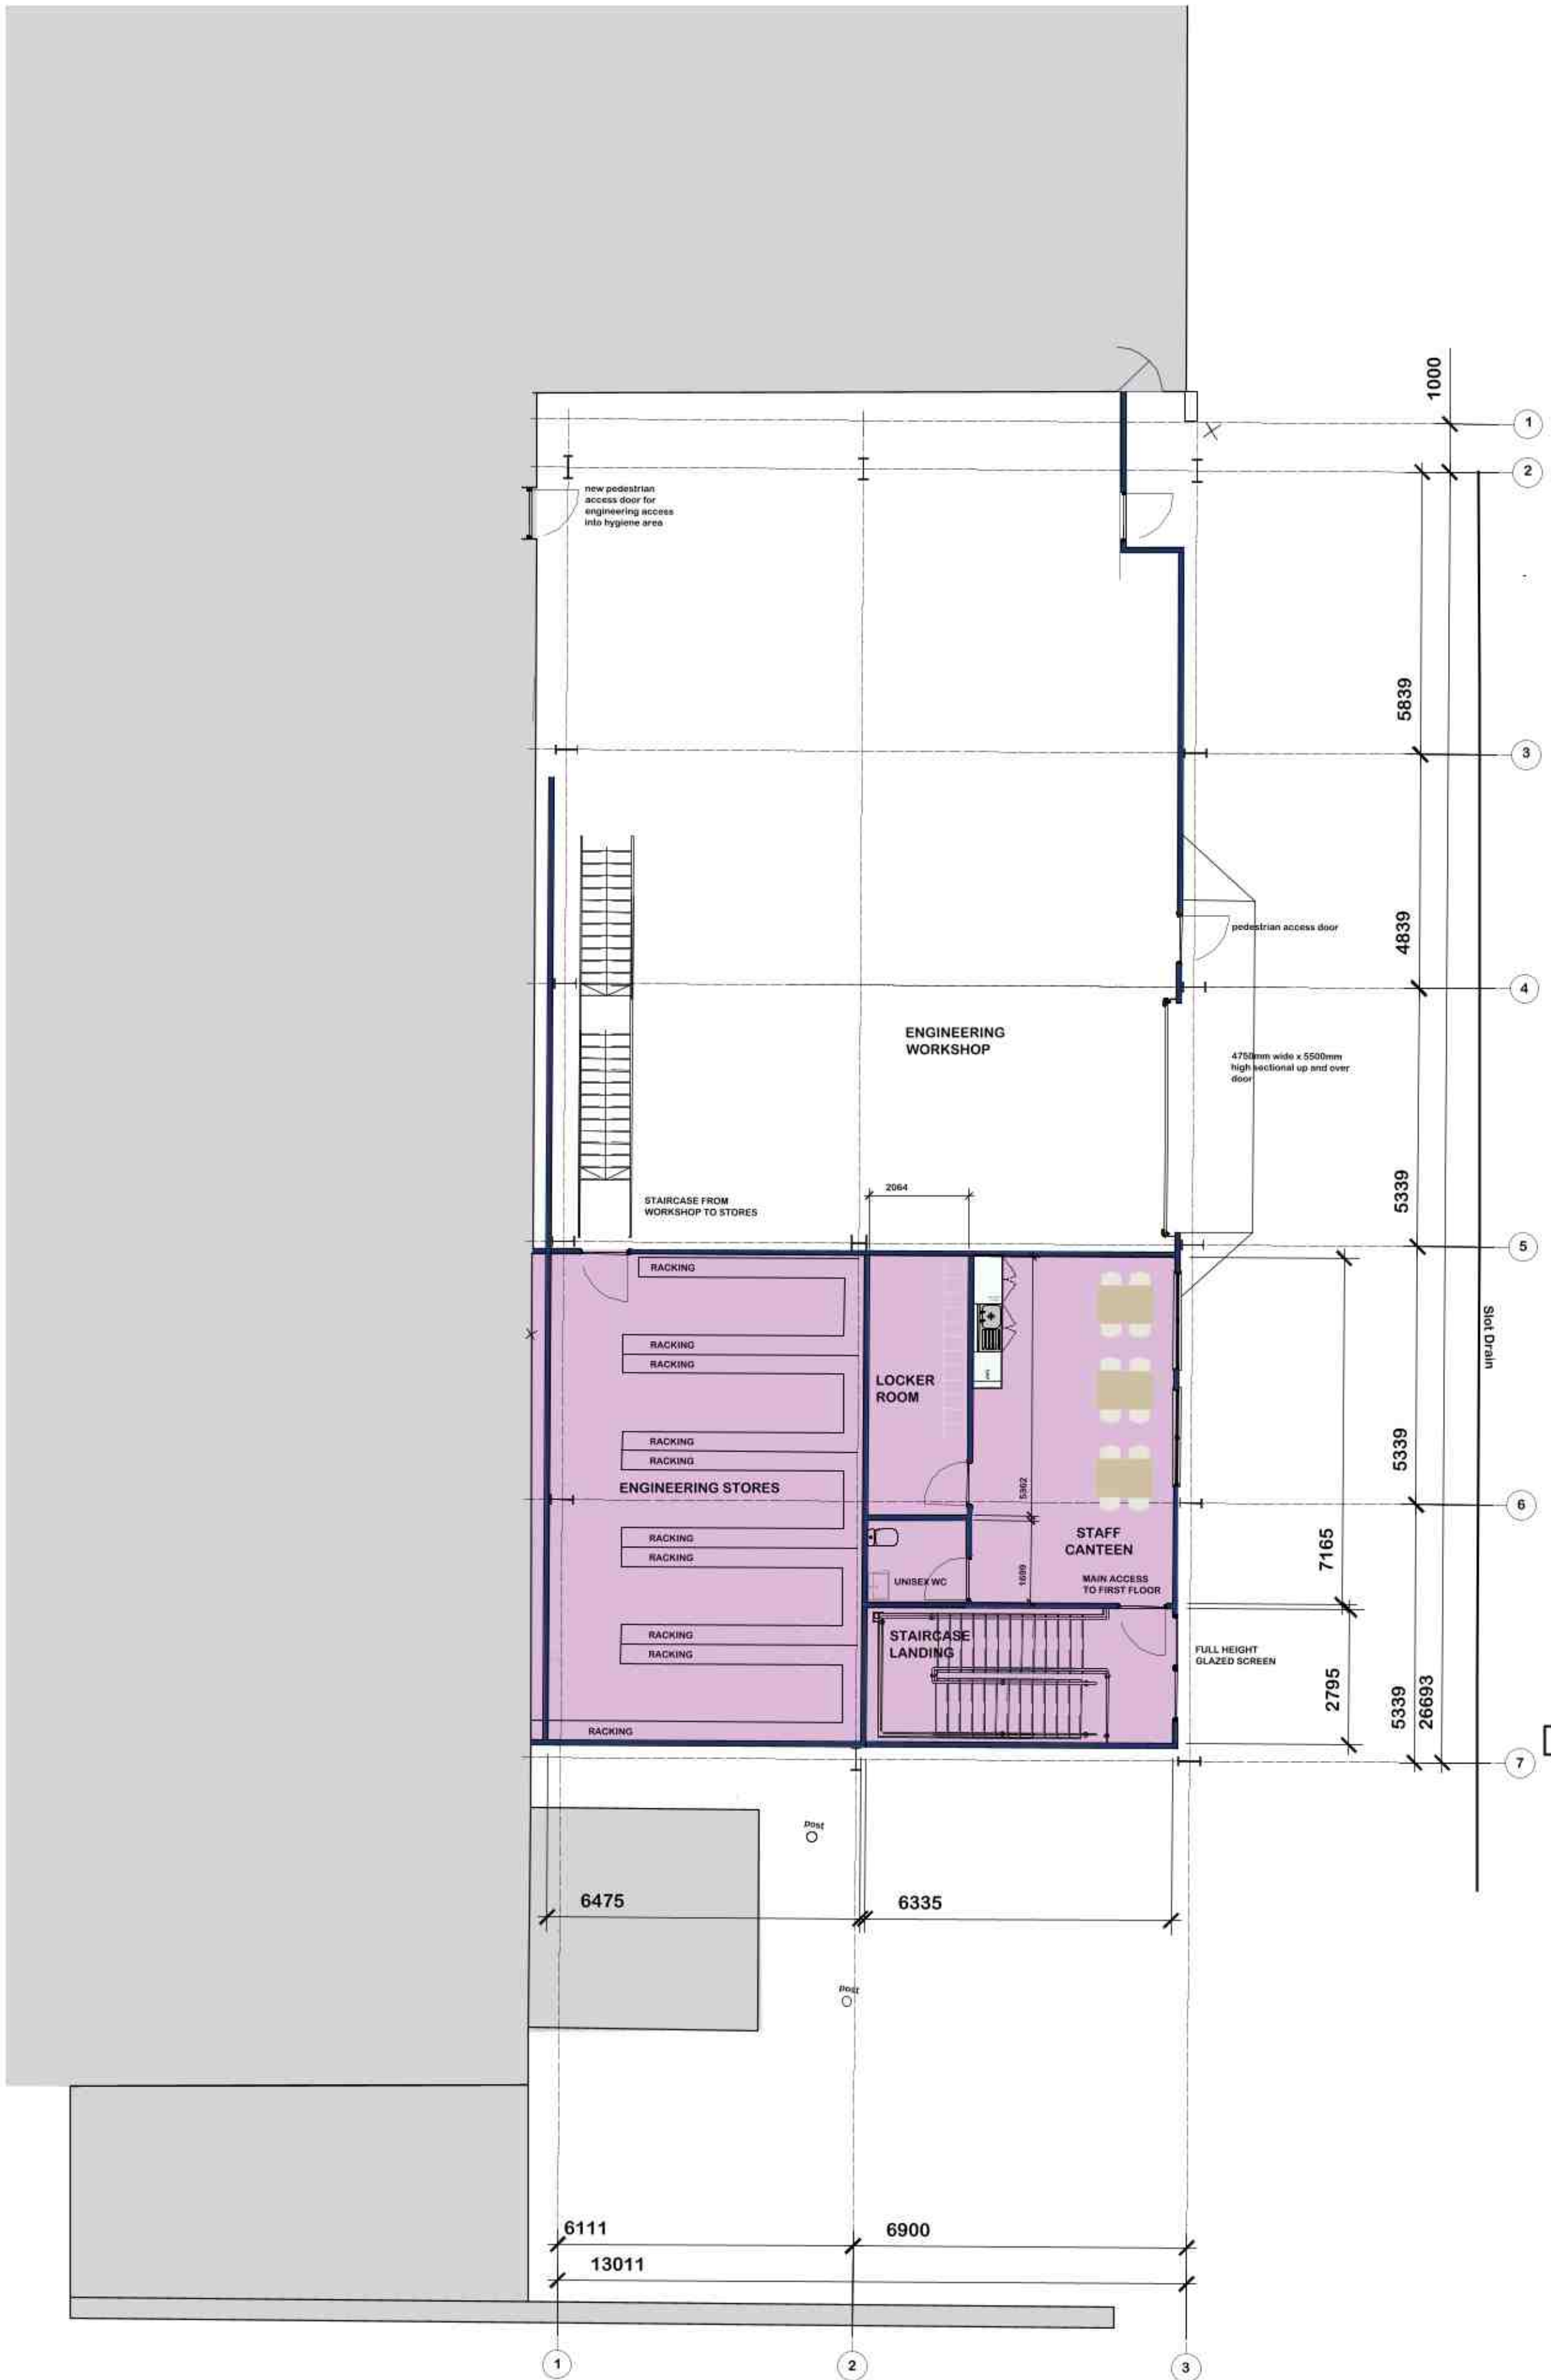 1000
1
2
new pedestrian
access door for
engineering access
into hygiene area
5839
3
pedestrian access door
4839
4
ENGINEERING
WORKSHOP
4750mm wide x 5500mm
high sectional up and over
door
5339
STAIRCASE FROM
WORKSHOP TO STORES
2064
5
RACKING
RACKING
RACKING
Slot Drain
LOCKER
ROOM
RACKING
RACKING
ENGINEERING STORES
5362
5339
6
RACKING
RACKING
STAFF
CANTEEN
7165
UNISEX WC
1699
MAIN ACCESS
TO FIRST FLOOR
RACKING
RACKING
STAIRCASE
LANDING
FULL HEIGHT
GLAZED SCREEN
2795
5339
26693
RACKING
7
post
6475
6335
post
6111
6900
13011
1
2
3